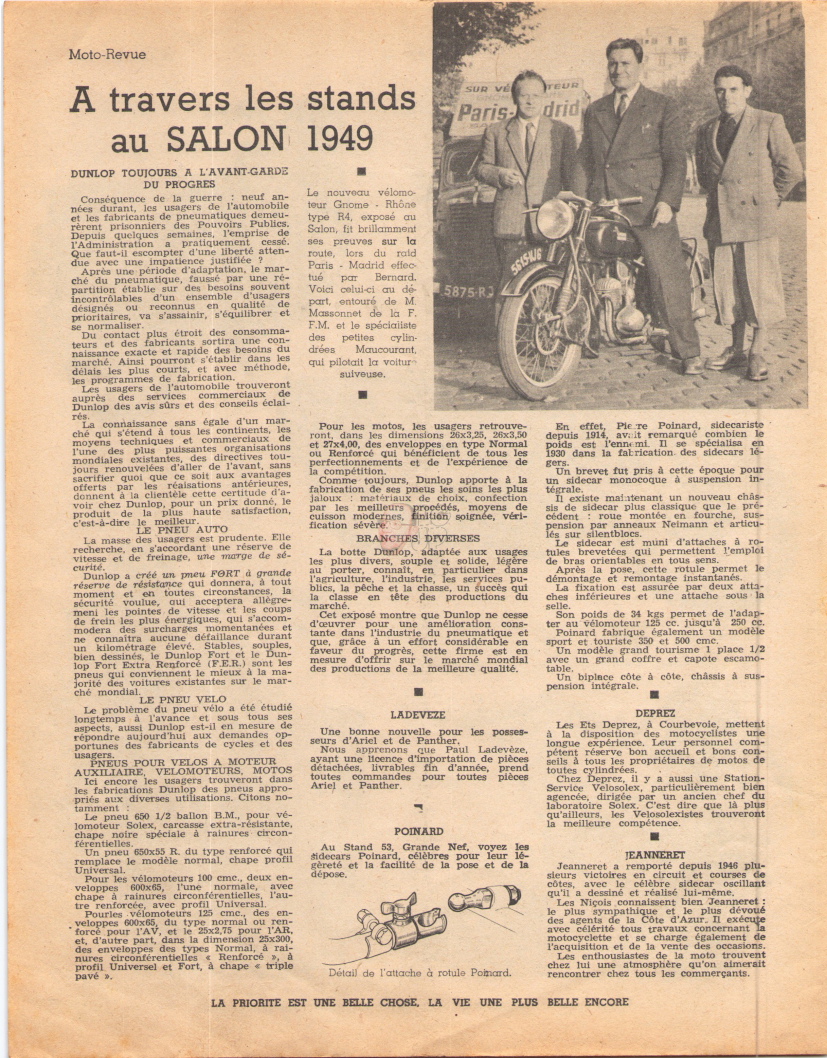 Moto-Revue
A travers les stands
au SALON 1949
DUNLOP TOUJOURS A L'AVANT-GARDE
DU PROGRES
Conséquence de la guerre : neuf an-
nées durant, les usagers de l'automobile
et les fabricants de pneumatiques demeu-
rèrent prisonniers des Pouvoirs Publics.
Depuis quelques semaines, l'emprise de
l'Administration a pratiquement cessé.
Que faut-il escompter d'une liberté atten-
due avec une impatience justifiée ?
Après une période d'adaptation, le mar-
ché du pneumatique, faussé par une ré-
partition établie sur des besoins souvent
incontrôlables d'un ensemble d'usagers
désignés ou reconnus en qualité de
prioritaires, va s'assainir, s'équilibrer et
se normaliser.
Du contact plus étroit des consomma-
teurs et des fabricants sortira une con-
naissance exacte et rapide des besoins du
marché. Ainsi pourront s'établir dans les
délais les plus courts, et avec méthode,
les programmes de fabrication.
Les usagers de l'automobile trouveront
auprès des services commerciaux de
Dunlop des avis sûrs et des conseils éclai-
rés.
La connaissance sans égale d'un mar-
ché qui s'étend à tous les continents, les
moyens techniques et commerciaux de
l'une des plus puissantes organisations
mondiales existantes, des directives tou-
jours renouvelées d'aller de l'avant, sans
sacrifier quoi que ce soit aux avantages
offerts par les réalisations antérieures,
donnent à la clientèle cette certitude d'a-
voir chez Dunlop, pour un prix donné, le
produit de la plus haute satisfaction,
c'est-à-dire le meilleur.
LE PNEU AUTO
La masse des usagers est prudente. Elle
recherche, en s'accordant une réserve de
vitesse et de freinage, une marge de sé-
curité.
Dunlop a créé un pneu FORT à grande
réserve de résistance qui donnera, à tout
moment et en toutes circonstances, la
sécurité voulue, qui acceptera allègre-
ment les pointes de vitesse et les coups
de frein les plus énergiques, qui s'accom-
modera des surcharges momentanées et
ne connaîtra aucune défaillance durant
un kilométrage élevé. Stables, souples,
bien dessinés, le Dunlop Fort et le Dun-
lop Fort Extra Renforcé (F.E.R.) sont les
pneus qui conviennent le mieux à la ma-
jorité des voitures existantes sur le mar-
ché mondial.
LE PNEU VELO
Le problème du pneu vélo a été étudié
longtemps à l'avance et sous tous ses
aspects, aussi Dunlop est-il en mesure de
répondre aujourd'hui aux demandes op-
portunes des fabricants de cycles et des
usagers.
PNEUS POUR VELOS A MOTEUR
AUXILIAIRE, VELOMOTEURS, MOTOS
Ici encore les usagers trouveront dans
les fabrications Dunlop des pneus appro-
priés aux diverses utilisations. Citons no-
tamment :
Le pneu 650 1/2 ballon B.M., pour vé-
lomoteur Solex, carcasse extra-résistante,
chape noire spéciale à rainures circon-
férentielles.
Un pneu 650x55 R. du type renforcé qui
remplace le modèle normal, chape profil
Universal.
Pour les vélomoteurs 100 cmc., deux en-
veloppes 600x65, l'une normale, avec
chape à rainures circonférentielles, l'au-
tre renforcée, avec profil Universal.
Pourles vélomoteurs 125 cmc., des en-
veloppes 600x65, du type normal ou ren-
forcé pour l'AV, et le 25x2,75 pour l'AR,
et, d'autre part, dans la dimension 25x300,
des enveloppes des types Normal, à rai-
nures circonférentielles « Renforcé », à
profil Universel et Fort, à chape « triple
pavé ».
Le nouveau vélomo-
teur Gnome - Rhône
type R4, exposé au
Salon, fit brillamment
ses preuves sur la
route, lors du raid
Paris - Madrid effec-
tué par Bernard.
Voici celui-ci au dé-
part, entouré de M.
Massonnet de la F.
F.M. et le spécialiste
des petites cylin-
drées Maucourant,
qui pilotait la voiture
suiveuse.
SUR VE TEUR
Paris- drid
5875-R
Pour les motos, les usagers retrouve-
ront, dans les dimensions 26x3,25, 26x3,50
et 27x4,00, des enveloppes en type Normal
ou Renforcé qui bénéficient de tous les
perfectionnements et de l'expérience de
la compétition.
Comme toujours, Dunlop apporte à la
fabrication de ses pneus les soins les plus
jaloux : matériaux de choix, confection
par les meilleurs procédés, moyens de
cuisson modernes, finition soignée, véri-
fication sévère.
BRANCHES DIVERSES
La botte Dunlop, adaptée aux usages
les plus divers, souple et solide, légère
au porter, connaît, en particulier dans
l'agriculture, l'industrie, les services pu-
blics, la pêche et la chasse, un succès qui
la classe en tête des productions du
marché.
Cet exposé montre que Dunlop ne cesse
d'œuvrer pour une amélioration cons-
tante dans l'industrie du pneumatique et
que, grâce à un effort considérable en
faveur du progrès, cette firme est en
mesure d'offrir sur le marché mondial
des productions de la meilleure qualité.
LADEVEZE
Une bonne nouvelle pour les posses-
seurs d'Ariel et de Panther.
Nous apprenons que Paul Ladevèze,
ayant une licence d'importation de pièces
détachées, livrables fin d'année, prend
toutes commandes pour toutes pièces
Ariel et Panther.
POINARD
Au Stand 53, Grande Nef, voyez les
sidecars Poinard, célèbres pour leur lé-
gèreté et la facilité de la pose et de la
dépose.
Détail de l'attache à rotule Poinard.
En effet, Pierre Poinard, sidecariste
depuis 1914, avait remarqué combien le
poids est l'ennemi. Il se spécialisa en
1930 dans la fabrication des sidecars lé-
gers.
Un brevet fut pris à cette époque pour
un sidecar monocoque à suspension in-
tégrale.
Il existe maintenant un nouveau châs-
sis de sidecar plus classique que le pré-
cédent : roue montée en fourche, sus-
pension par anneaux Neimann et articu-
lés sur silentblocs.
Le sidecar est muni d'attaches à ro-
tules brevetées qui permettent l'emploi
de bras orientables en tous sens.
Après la pose, cette rotule permet le
démontage et remontage instantanés.
La fixation est assurée par deux atta-
ches inférieures et une attache sous la
selle.
Son poids de 34 kgs permet de l'adap-
ter au vélomoteur 125 cc. jusqu'à 250 cc.
Poinard fabrique également un modèle
sport et touriste 350 et 500 cmc.
Un modèle grand tourisme 1 place 1/2
avec un grand coffre et capote escamo-
table.
Un biplace côte à côte, châssis à sus-
pension intégrale.
DEPREZ
Les Ets Deprez, à Courbevoie, mettent
à la disposition des motocyclistes une
longue expérience. Leur personnel com-
pétent réserve bon accueil et bons con-
seils à tous les propriétaires de motos de
toutes cylindrées.
Chez Deprez, il y a aussi une Station-
Service Velosolex, particulièrement bien
agencée, dirigée par un ancien chef du
laboratoire Solex. C'est dire que là plus
qu'ailleurs, les Velosolexistes trouveront
la meilleure compétence.
JEANNERET
Jeanneret a remporté depuis 1946 plu-
sieurs victoires en circuit et courses de
côtes, avec le célèbre sidecar oscillant
qu'il a dessiné et réalisé lui-même.
Les Niçois connaissent bien Jeanneret :
le plus sympathique et le plus dévoué
des agents de la Côte d'Azur. Il exécute
avec célérité tous travaux concernant la
motocyclette et se charge également de
l'acquisition et de la vente des occasions.
Les enthousiastes de la moto trouvent
chez lui une atmosphère qu'on aimerait
rencontrer chez tous les commerçants.
LA PRIORITE EST UNE BELLE CHOSE, LA VIE UNE PLUS BELLE ENCORE